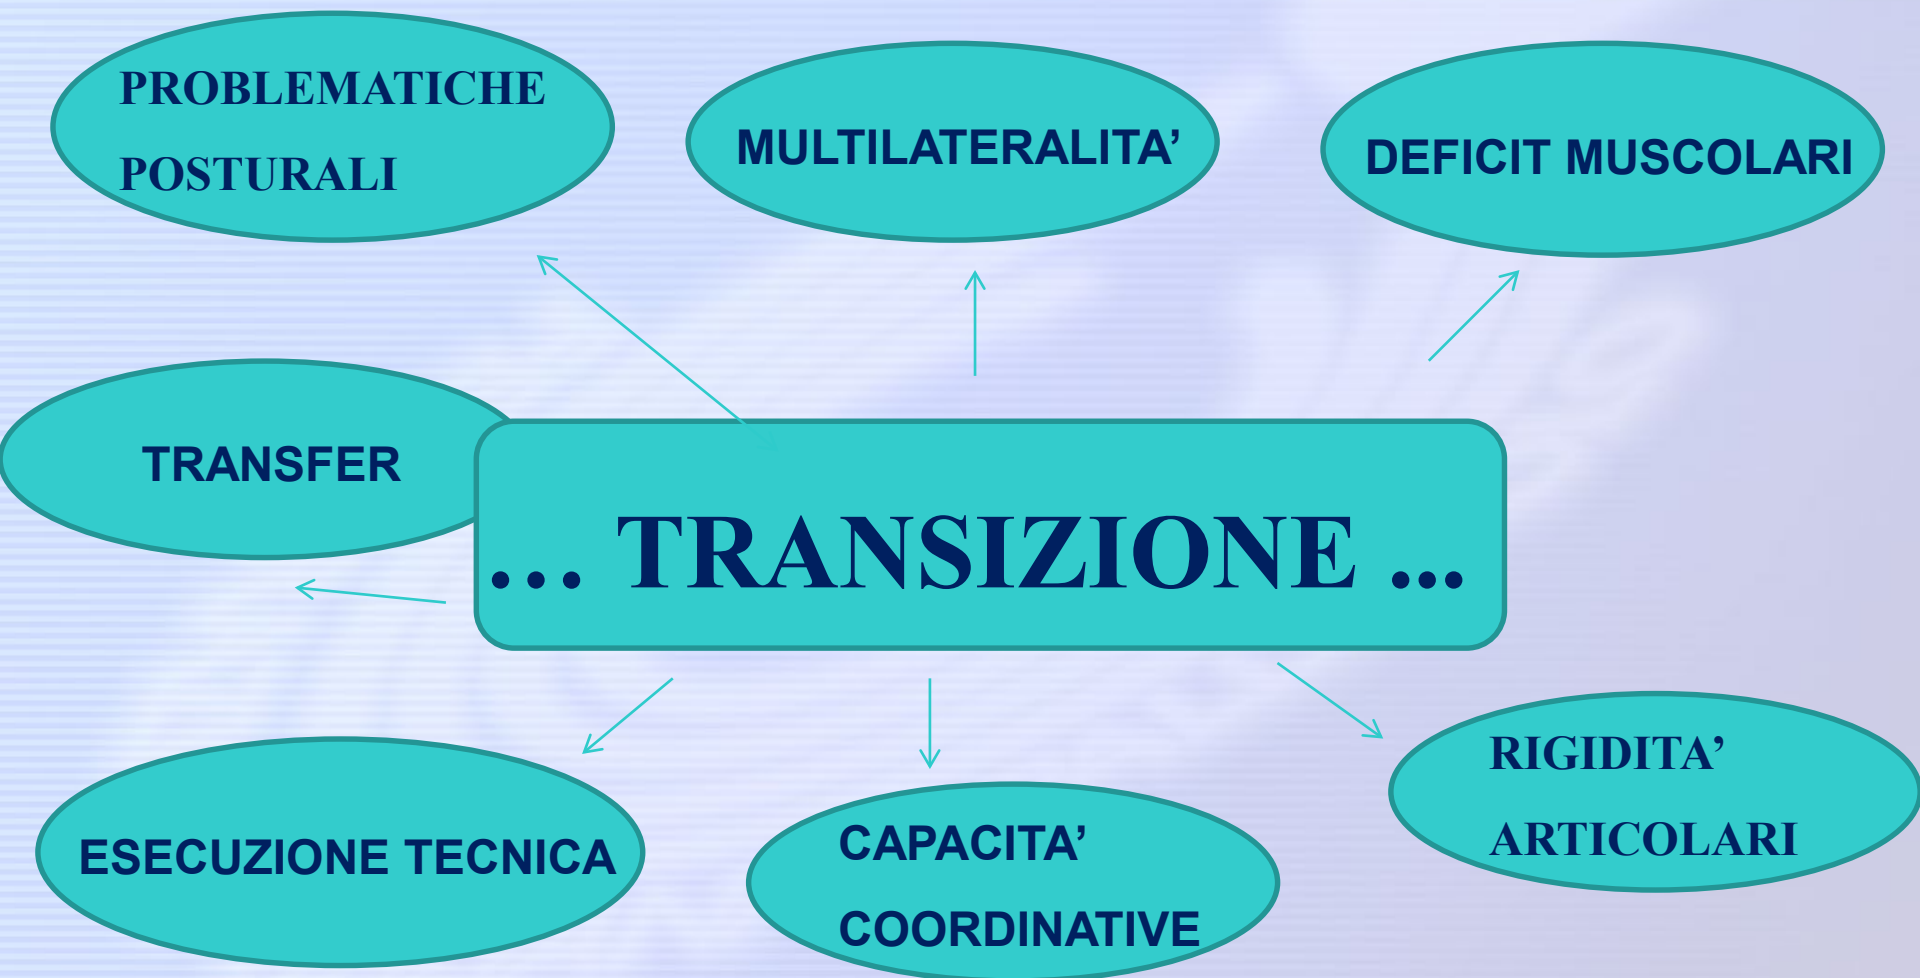 PROBLEMATICHE
POSTURALI
MULTILATERALITA’
DEFICIT MUSCOLARI
TRANSFER
… TRANSIZIONE ...
ESECUZIONE TECNICA
CAPACITA’
COORDINATIVE
RIGIDITA’
ARTICOLARI